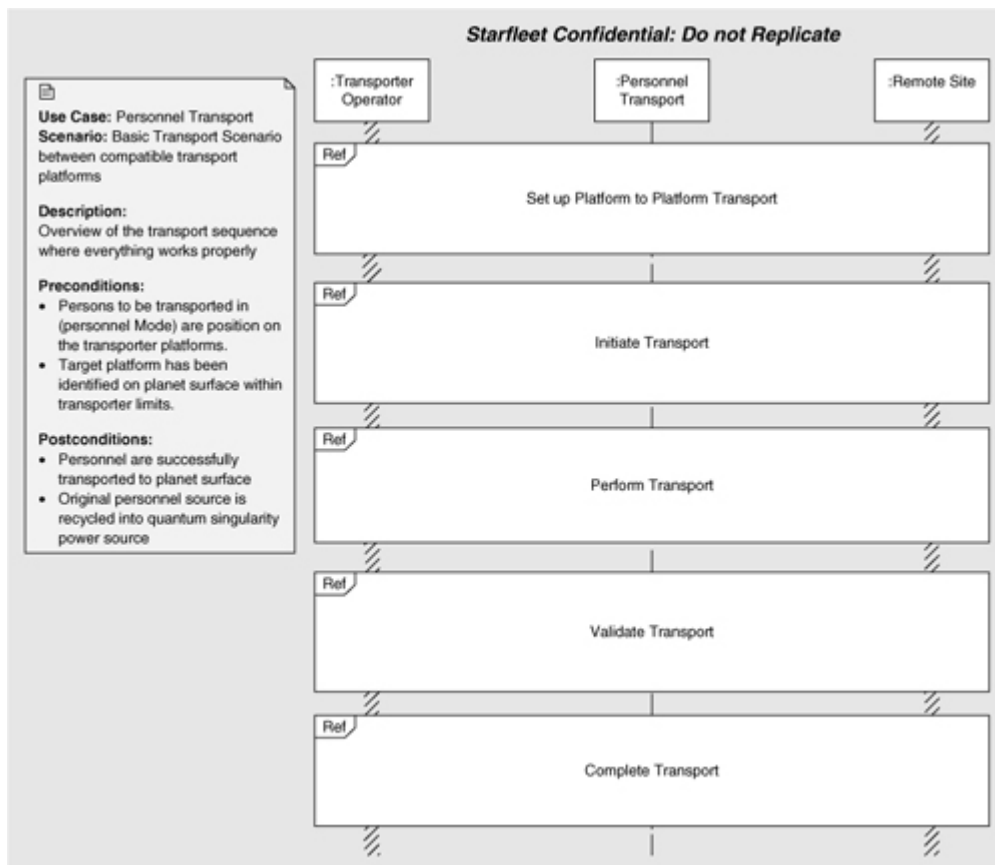 Starfleet Confidential: Do not Replicate
:Transporter
Operator
:Personnel
Transport
:Remote Site
Use Case: Personnel Transport
Scenario: Basic Transport Scenario
between compatible transport
platforms
Description:
Overview of the transport sequence
where everything works properly
Preconditions:
• Persons to be transported in
(personnel Mode) are position on
the transporter platforms.
• Target platform has been
identified on planet surface within
transporter limits.
Postconditions:
• Personnel are successfully
transported to planet surface
• Original personnel source is
recycled into quantum singularity
power source
Ref
Set up Platform to Platform Transport
Ref
Initiate Transport
Ref
Perform Transport
Ref
Validate Transport
Ref
Complete Transport